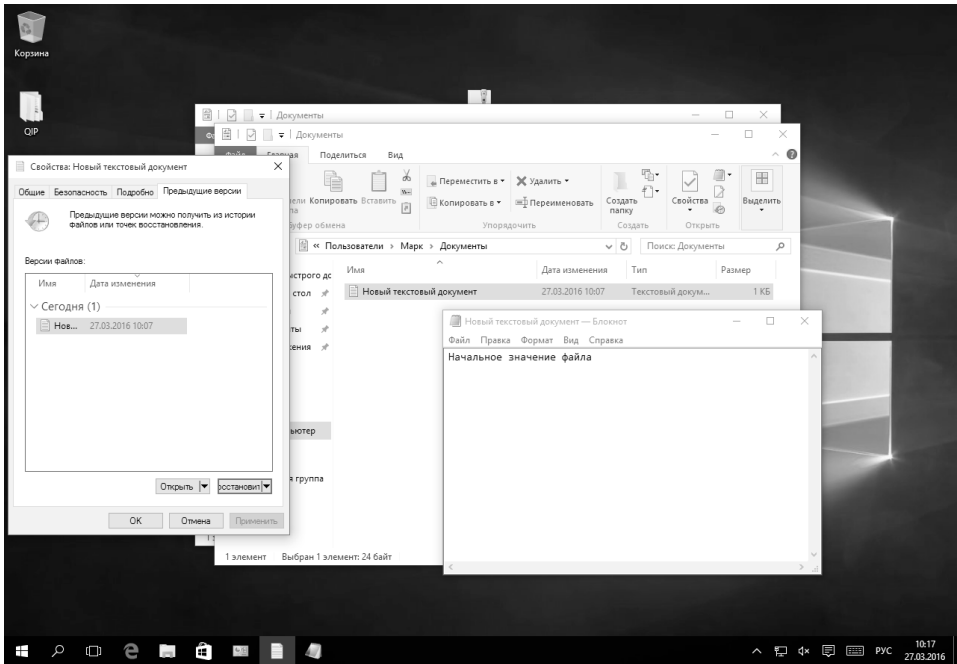 Корзина
QIP
Документы
Документы
Файл Главная Поделиться Вид
Копировать Вставить
Переместить в
Копировать в
Удалить
Переименовать
Создать папку
Свойства
Выделить
буфер обмена Упорядочить Создать Открыть
« Пользователи › Марк › Документы
Поиск: Документы
Имя Дата изменения Тип Размер
Новый текстовый документ 27.03.2016 10:07 Текстовый докум... 1 КБ
стол
я группа
1 элемент Выбран 1 элемент: 24 байт
Свойства: Новый текстовый документ
Общие Безопасность Подробно Предыдущие версии
Предыдущие версии можно получить из истории
файлов или точек восстановления.
Версии файлов:
Имя Дата изменения
Сегодня (1)
Нов... 27.03.2016 10:07
Открыть осстановит
OK Отмена Применить
Новый текстовый документ — Блокнот
Файл Правка Формат Вид Справка
Начальное значение файла
РУС
10:17
27.03.2016